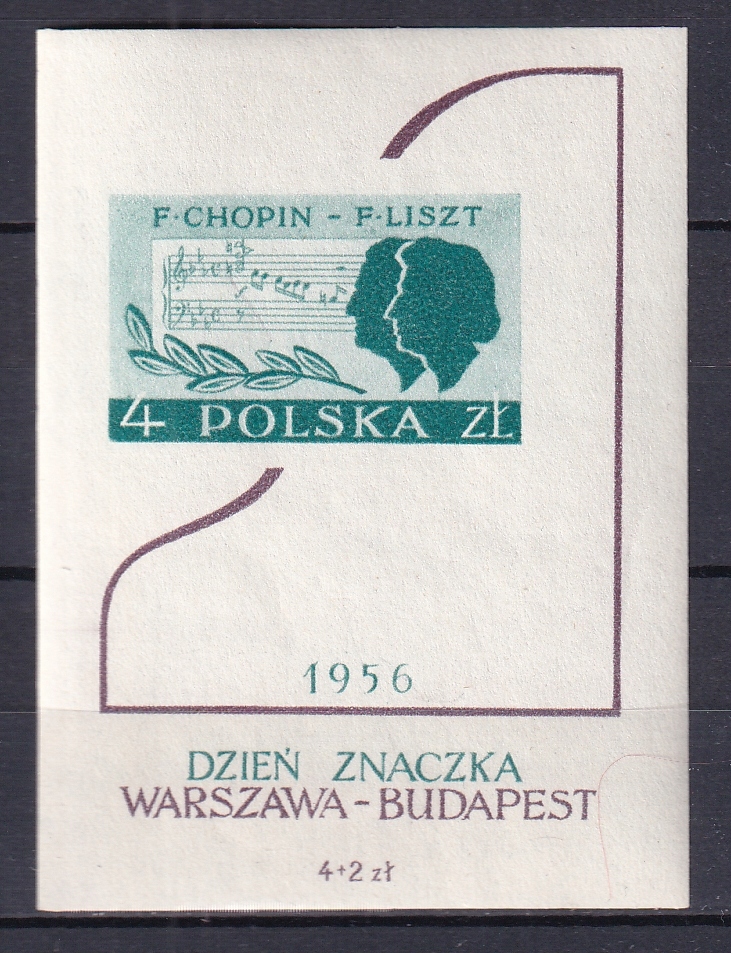 F·CHOPIN - F·LISZT
4 POLSKA ZŁ
1956
DZIEŃ ZNACZKA
WARSZAWA-BUDAPEST
4+2 zł